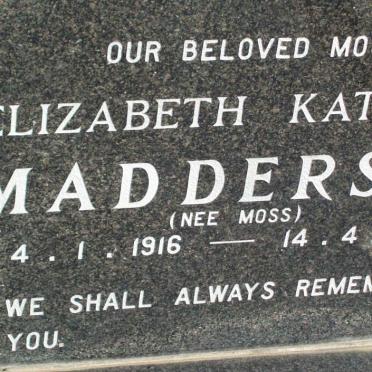 OUR BELOVED MO
ELIZABETH KAT
MADDERS
(NEE MOSS)
4.1.1916 — 14.4
WE SHALL ALWAYS REMEM
YOU.